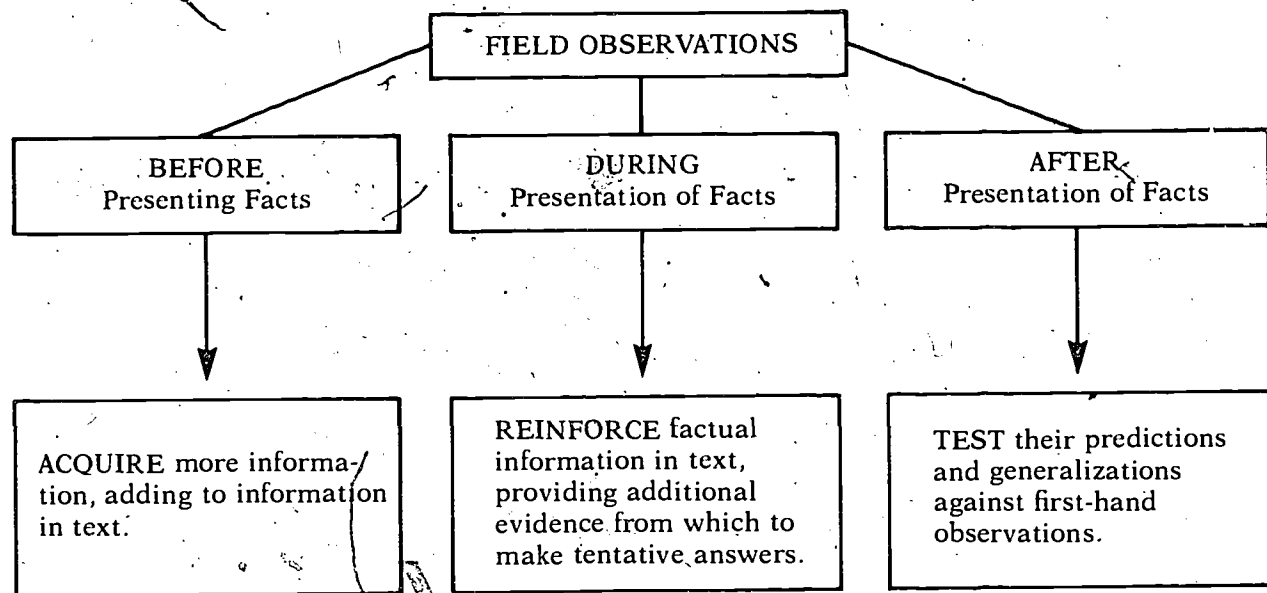 FIELD OBSERVATIONS
BEFORE
Presenting Facts
DURING
Presentation of Facts
AFTER
Presentation of Facts
ACQUIRE more informa-
tion, adding to information
in text.
REINFORCE factual
information in text,
providing additional
evidence from which to
make tentative answers.
TEST their predictions
and generalizations
against first-hand
observations.